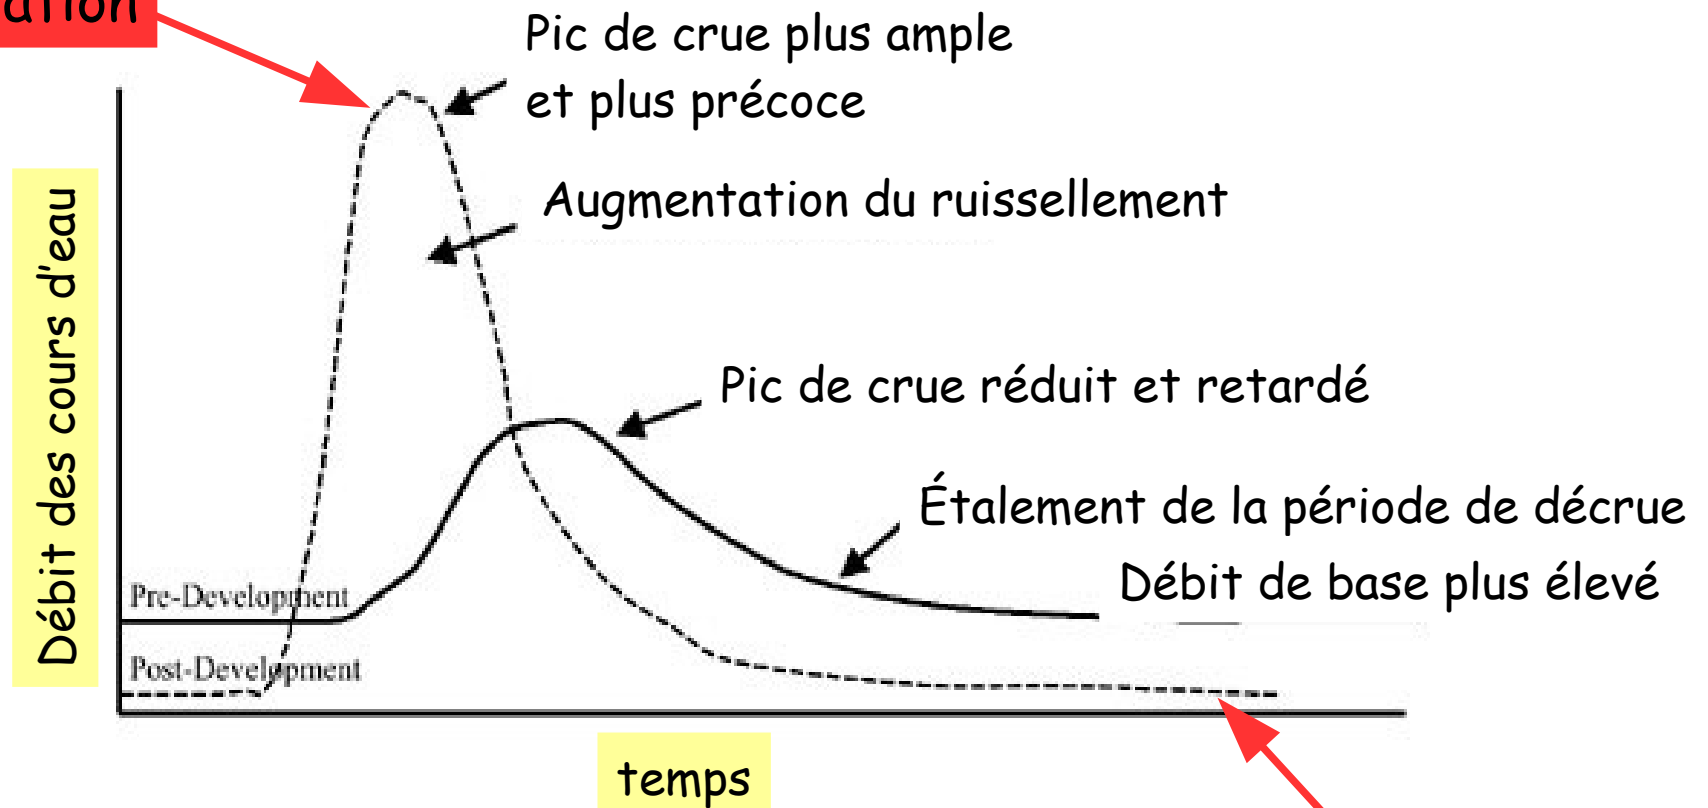 ation
Pic de crue plus ample
et plus précoce
Augmentation du ruissellement
Pic de crue réduit et retardé
Étalement de la période de décrue
Débit de base plus élevé
Débit des cours d'eau
Pre-Development
Post-Development
temps